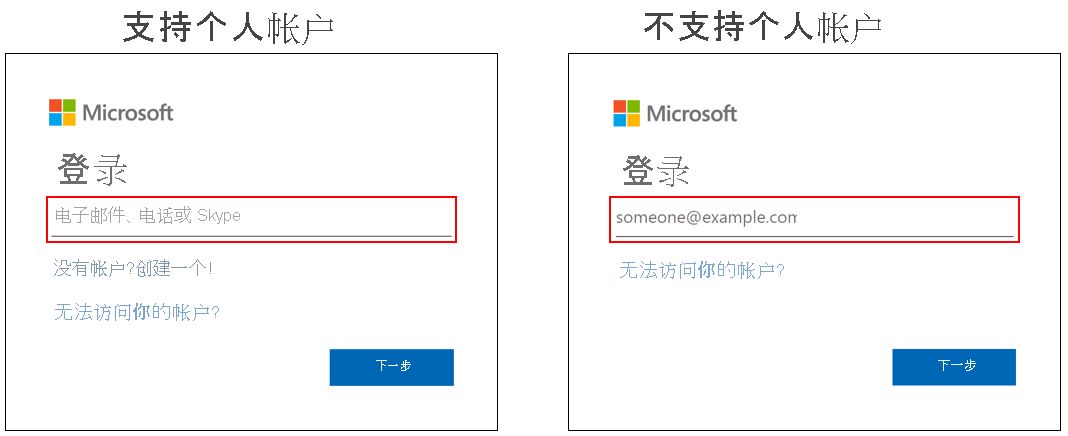 支持个人帐户
Microsoft
登录
电子邮件、电话或 Skype
没有帐户?创建一个!
无法访问你的帐户?
下一步
不支持个人帐户
Microsoft
登录
someone@example.com
无法访问你的帐户?
下一步